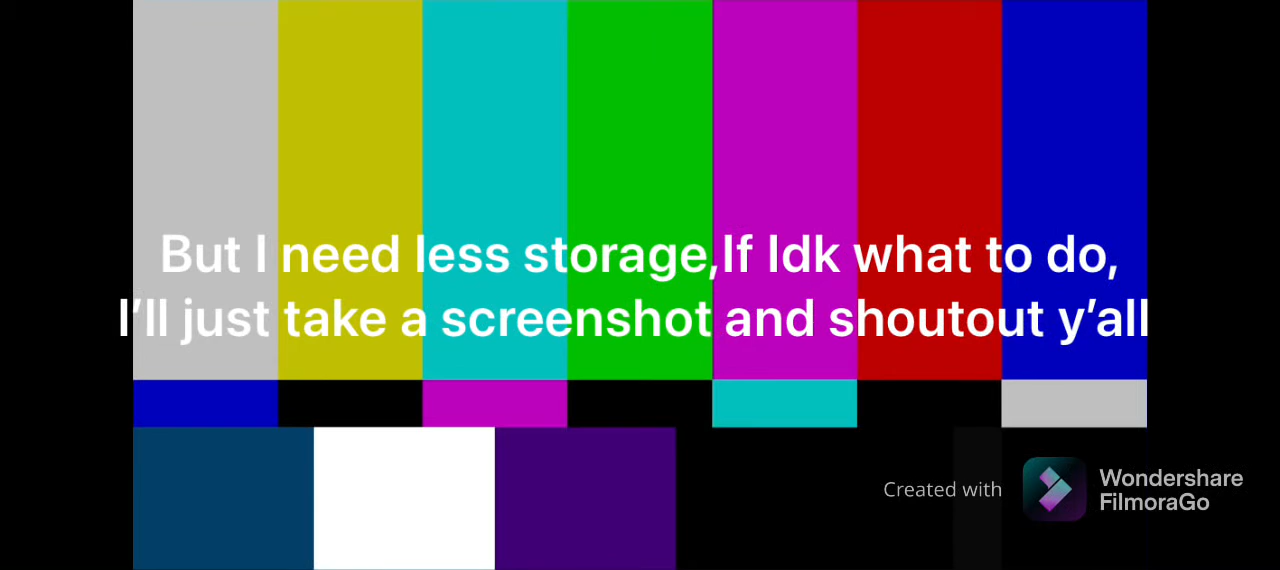 But I need less storage,If Idk what to do,
I’ll just take a screenshot and shoutout y’all
Created with
Wondershare
FilmoraGo